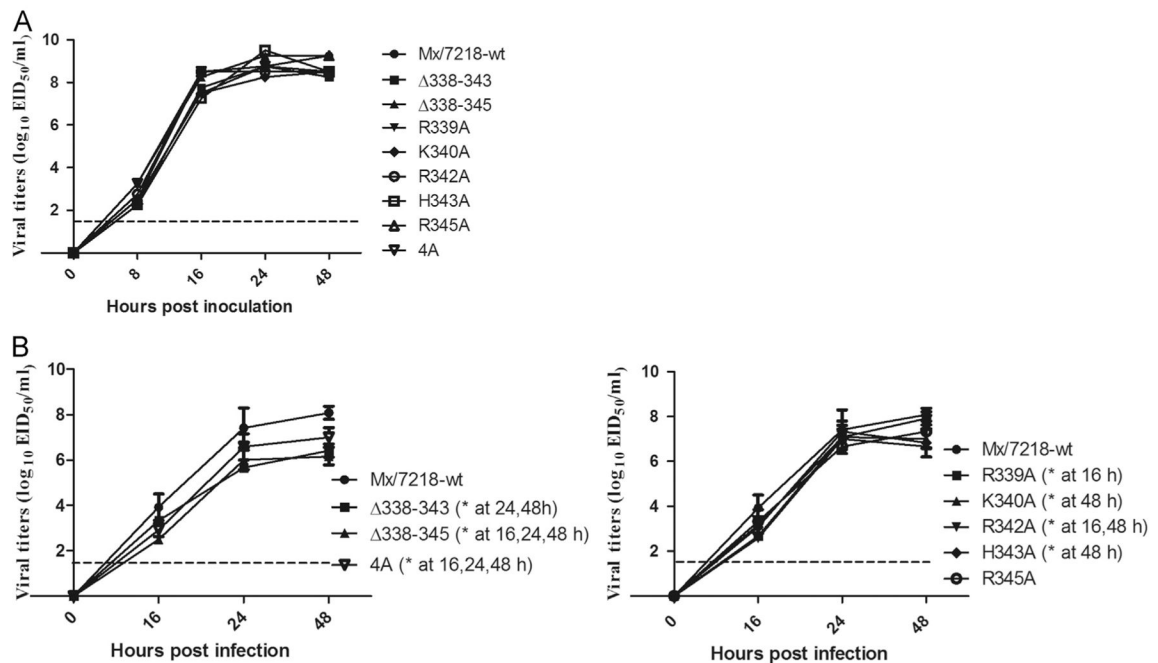 A
Viral titers (log10 EID50/ml)
10
8
6
4
2
0
8
16
24
48
Hours post inoculation
Mx/7218-wt
Δ338-343
Δ338-345
R339A
K340A
R342A
H343A
R345A
4A
B
Viral titers (log10 EID50/ml)
10
8
6
4
2
0
16
24
48
Hours post infection
Mx/7218-wt
Δ338-343 (* at 24,48h)
Δ338-345 (* at 16,24,48 h)
4A (* at 16,24,48 h)
Viral titers (log10 EID50/ml)
10
8
6
4
2
0
16
24
48
Hours post infection
Mx/7218-wt
R339A (* at 16 h)
K340A (* at 48 h)
R342A (* at 16,48 h)
H343A (* at 48 h)
R345A